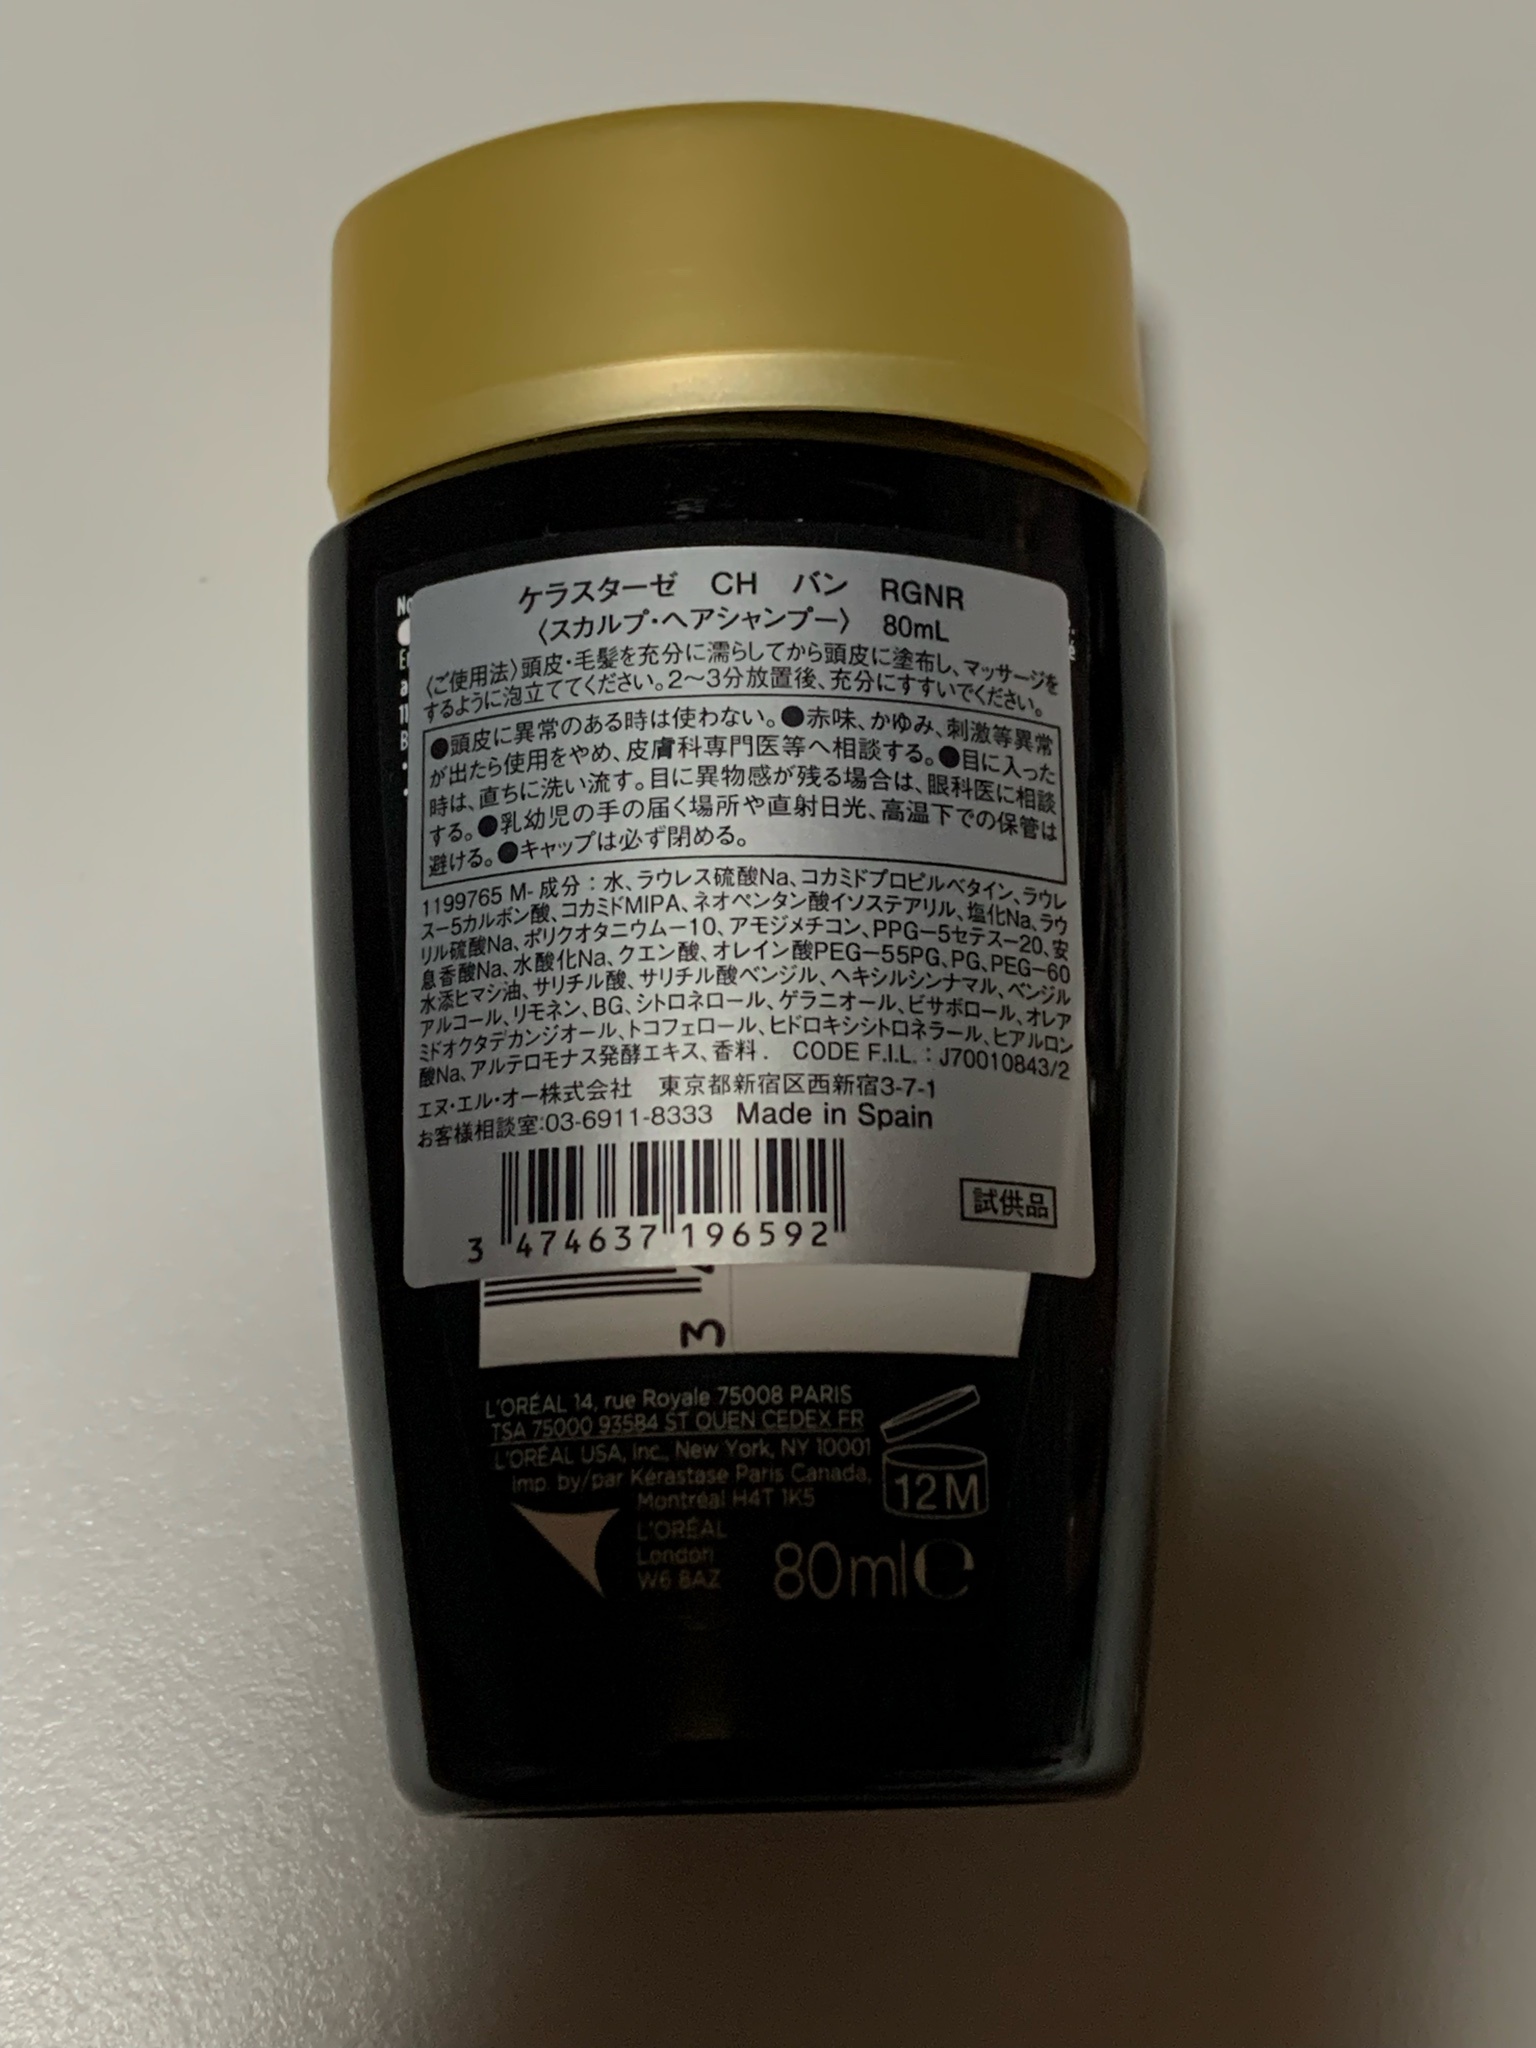 ケラスターゼ CH バン RGNR
〈スカルプ・ヘアシャンプー〉 80mL
〈ご使用法〉頭皮・毛髪を充分に濡らしてから頭皮に塗布し、マッサージを
するように泡立ててください。2〜3分放置後、充分にすすいでください。
●頭皮に異常のある時は使わない。●赤味、かゆみ、刺激等異常
が出たら使用をやめ、皮膚科専門医等へ相談する。●目に入った
時は、直ちに洗い流す。目に異物感が残る場合は、眼科医に相談
する。●乳幼児の手の届く場所や直射日光、高温下での保管は
避ける。●キャップは必ず閉める。
1199765 M- 成分：水、ラウレス硫酸Na、コカミドプロピルベタイン、ラウレ
スー5カルボン酸、コカミドMIPA、ネオペンタン酸イソステアリル、塩化Na、ラウ
リル硫酸Na、ポリクオタニウムー10、アモジメチコン、PPGー5セテスー20、安
息香酸Na、水酸化Na、クエン酸、オレイン酸PEGー55PG、PG、PEGー60
水添ヒマシ油、サリチル酸、サリチル酸ベンジル、ヘキシルシンナマル、ベンジル
アルコール、リモネン、BG、シトロネロール、ゲラニオール、ビサボロール、オレア
ミドオクタデカンジオール、トコフェロール、ヒドロキシシトロネラール、ヒアルロン
酸Na、アルテロモナス発酵エキス、香料． CODE F.I.L.：J70010843/2
エヌ・エル・オー株式会社 東京都新宿区西新宿3-7-1
お客様相談室:03-6911-8333 Made in Spain
3 474637 196592
試供品
3
L'ORÉAL 14, rue Royale 75008 PARIS
TSA 75000 93584 ST OUEN CEDEX FR
L'ORÉAL USA, Inc., New York, NY 10001
Imp. by/par Kérastase Paris Canada,
Montréal H4T 1K5
12M
L'ORÉAL
London
W6 8AZ
80ml℮